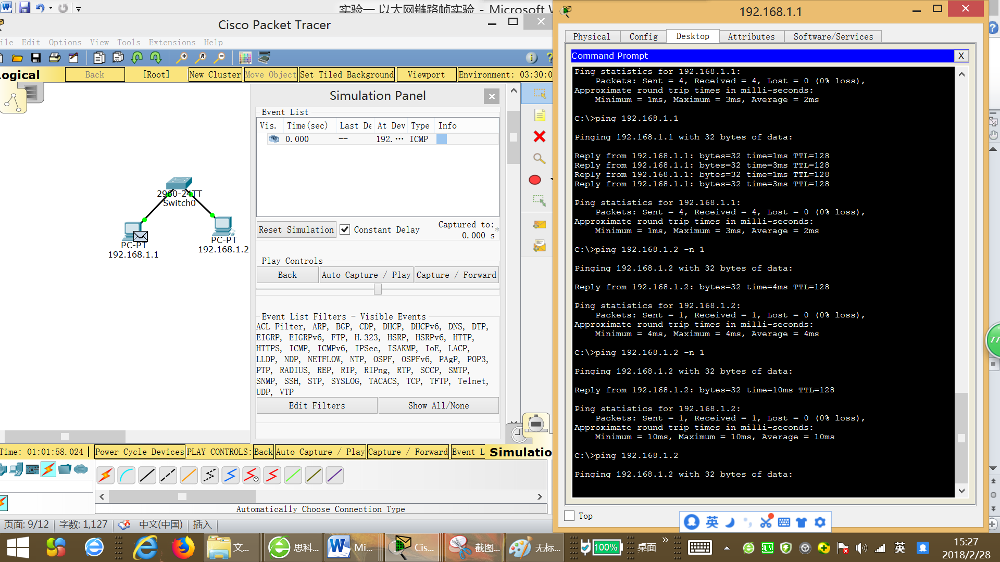 实验一 以太网链路帧实验 - Microsoft W
Cisco Packet Tracer
ile Edit Options View Tools Extensions Help
ogical
Back
[Root]
New Cluster
Move Object
Set Tiled Background
Viewport
Environment: 03:30:0
2960-24TT
Switch0
PC-PT
192.168.1.1
PC-PT
192.168.1.2
Simulation Panel
Event List
Vis. Time(sec) Last De At Dev Type Info
0.000 -- 192.... ICMP
Reset Simulation
Constant Delay
Captured to:
0.000 s
*
Play Controls
Back
Auto Capture / Play
Capture / Forward
Event List Filters - Visible Events
ACL Filter, ARP, BGP, CDP, DHCP, DHCPv6, DNS, DTP,
EIGRP, EIGRPv6, FTP, H.323, HSRP, HSRPv6, HTTP,
HTTPS, ICMP, ICMPv6, IPSec, ISAKMP, IoE, LACP,
LLDP, NDP, NETFLOW, NTP, OSPF, OSPFv6, PAgP, POP3,
PTP, RADIUS, REP, RIP, RIPng, RTP, SCCP, SMTP,
SNMP, SSH, STP, SYSLOG, TACACS, TCP, TFTP, Telnet,
UDP, VTP
Edit Filters
Show All/None
Time: 01:01:58.024
Power Cycle Devices
PLAY CONTROLS:
Back
Auto Capture / Play
Capture / Forward
Event L
Simulatio
Automatically Choose Connection Type
192.168.1.1
Physical Config Desktop Attributes Software/Services
Command Prompt
X
Ping statistics for 192.168.1.1:
Packets: Sent = 4, Received = 4, Lost = 0 (0% loss),
Approximate round trip times in milli-seconds:
Minimum = 1ms, Maximum = 3ms, Average = 2ms
C:\>ping 192.168.1.1
Pinging 192.168.1.1 with 32 bytes of data:
Reply from 192.168.1.1: bytes=32 time=1ms TTL=128
Reply from 192.168.1.1: bytes=32 time=3ms TTL=128
Reply from 192.168.1.1: bytes=32 time=1ms TTL=128
Reply from 192.168.1.1: bytes=32 time=3ms TTL=128
Ping statistics for 192.168.1.1:
Packets: Sent = 4, Received = 4, Lost = 0 (0% loss),
Approximate round trip times in milli-seconds:
Minimum = 1ms, Maximum = 3ms, Average = 2ms
C:\>ping 192.168.1.2 -n 1
Pinging 192.168.1.2 with 32 bytes of data:
Reply from 192.168.1.2: bytes=32 time=4ms TTL=128
Ping statistics for 192.168.1.2:
Packets: Sent = 1, Received = 1, Lost = 0 (0% loss),
Approximate round trip times in milli-seconds:
Minimum = 4ms, Maximum = 4ms, Average = 4ms
C:\>ping 192.168.1.2 -n 1
Pinging 192.168.1.2 with 32 bytes of data:
Reply from 192.168.1.2: bytes=32 time=10ms TTL=128
Ping statistics for 192.168.1.2:
Packets: Sent = 1, Received = 1, Lost = 0 (0% loss),
Approximate round trip times in milli-seconds:
Minimum = 10ms, Maximum = 10ms, Average = 10ms
C:\>ping 192.168.1.2
Pinging 192.168.1.2 with 32 bytes of data:
Top
77
英
页面: 9/12 字数: 1,127 中文(中国) 插入
文...
思科...
Mi...
Cis...
截图...
无标...
100%
桌面
英
15:27
2018/2/28